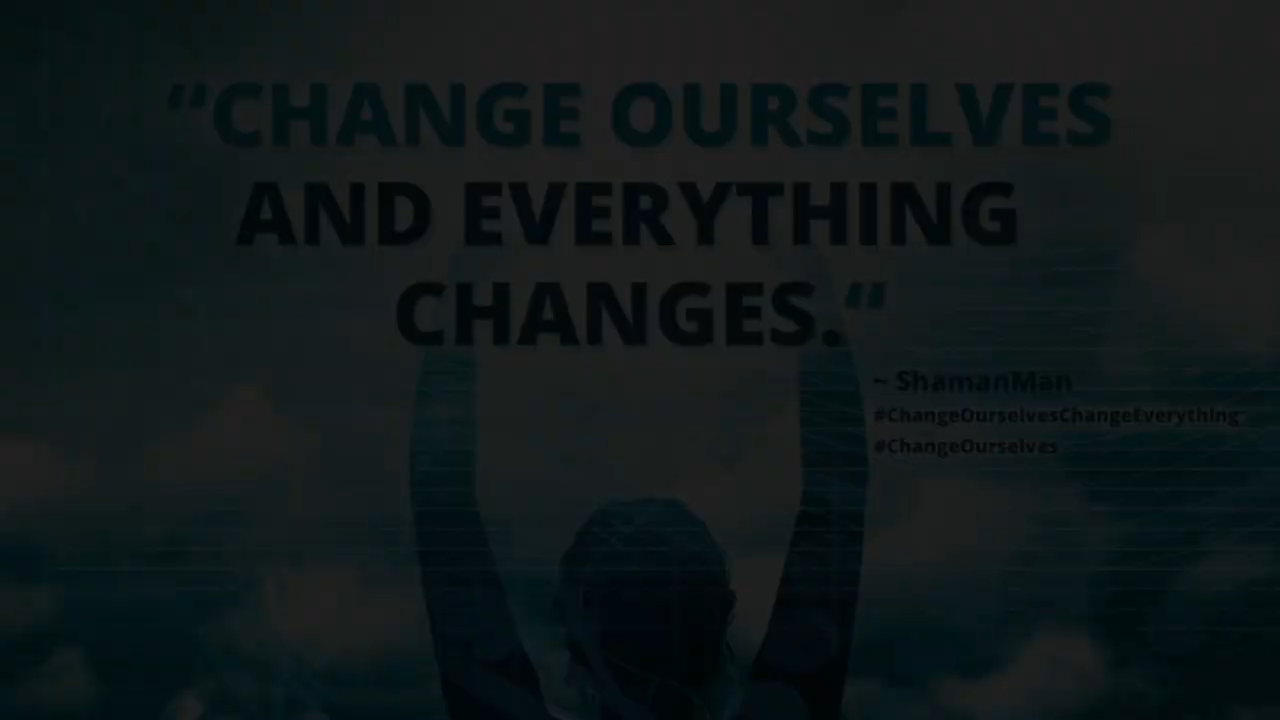 “CHANGE OURSELVES
AND EVERYTHING
CHANGES.“
~ ShamanMan
#ChangeOurselvesChangeEverything
#ChangeOurselves